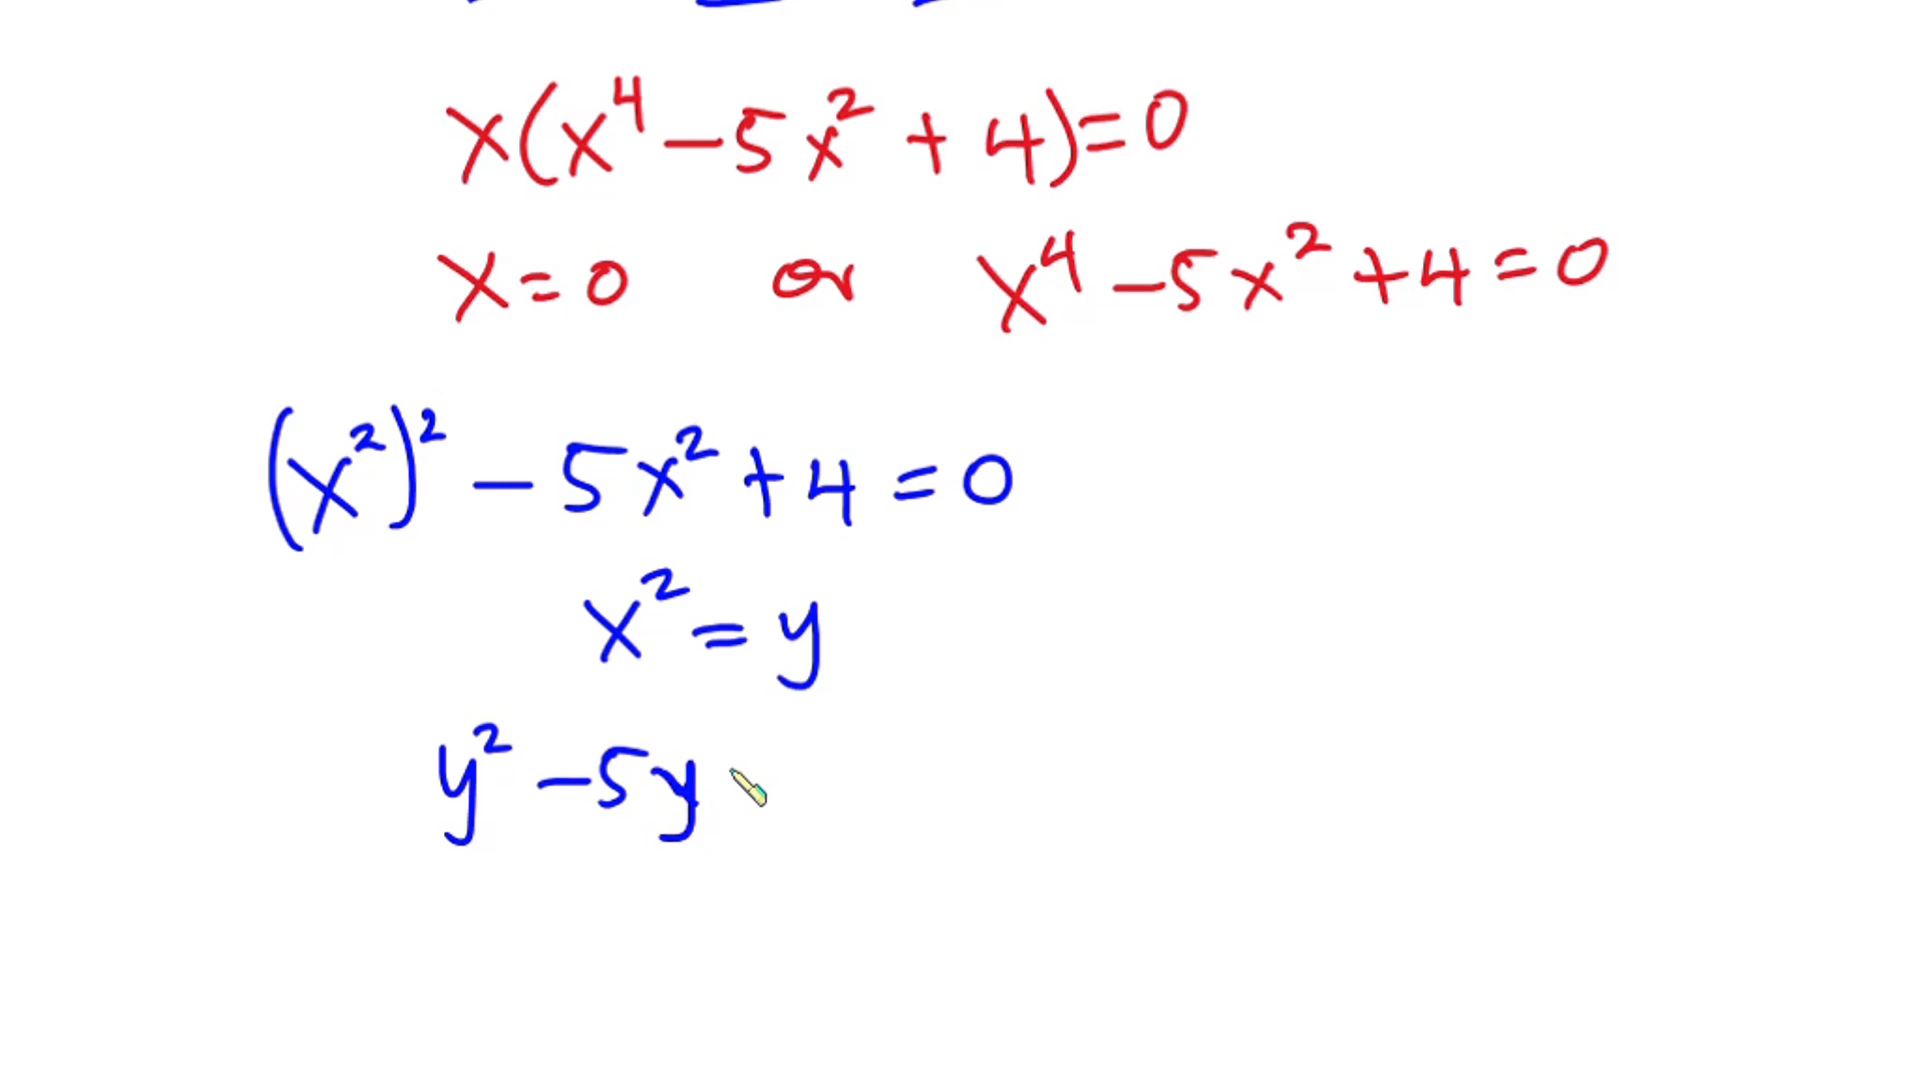 x(x⁴ − 5x² + 4) = 0
x = 0 or x⁴ − 5x² + 4 = 0
(x²)² − 5x² + 4 = 0
x² = y
y² − 5y